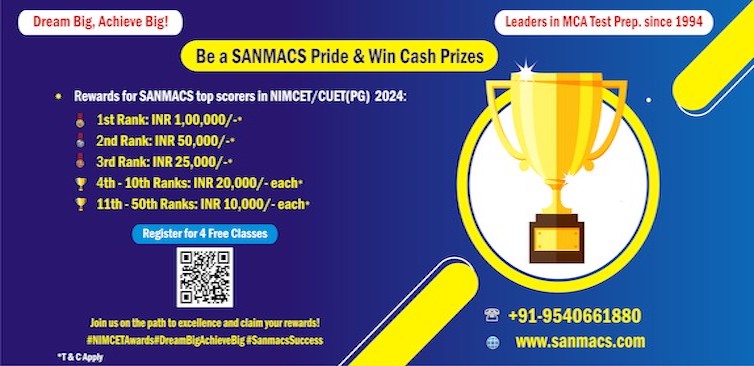 Dream Big, Achieve Big!
Leaders in MCA Test Prep. since 1994
Be a SANMACS Pride & Win Cash Prizes
Rewards for SANMACS top scorers in NIMCET/CUET(PG) 2024:
1st Rank: INR 1,00,000/-*
2nd Rank: INR 50,000/-*
3rd Rank: INR 25,000/-*
4th - 10th Ranks: INR 20,000/- each*
11th - 50th Ranks: INR 10,000/- each*
Register for 4 Free Classes
Join us on the path to excellence and claim your rewards!
#NIMCETAwards#DreamBigAchieveBig #SanmacsSuccess
*T & C Apply
+91-9540661880
www.sanmacs.com